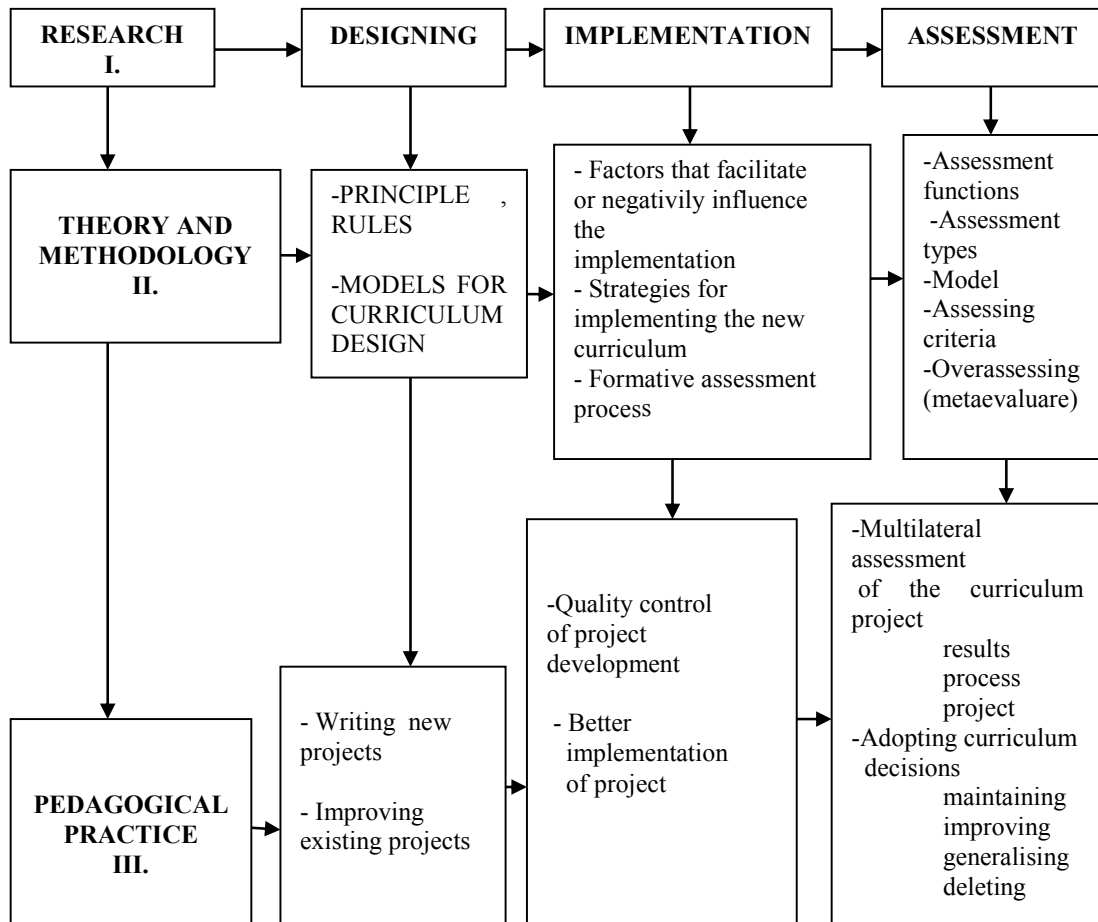 RESEARCH
I.
DESIGNING
IMPLEMENTATION
ASSESSMENT
THEORY AND
METHODOLOGY
II.
-PRINCIPLE ,
RULES
-MODELS FOR
CURRICULUM
DESIGN
- Factors that facilitate
or negativily influence
the
implementation
- Strategies for
implementing the new
curriculum
- Formative assessment
process
-Assessment
functions
-Assessment
types
-Model
-Assessing
criteria
-Overassessing
(metaevaluare)
PEDAGOGICAL
PRACTICE
III.
- Writing new
projects
- Improving
existing projects
-Quality control
of project
development
- Better
implementation
of project
-Multilateral
assessment
of the curriculum
project
results
process
project
-Adopting curriculum
decisions
maintaining
improving
generalising
deleting